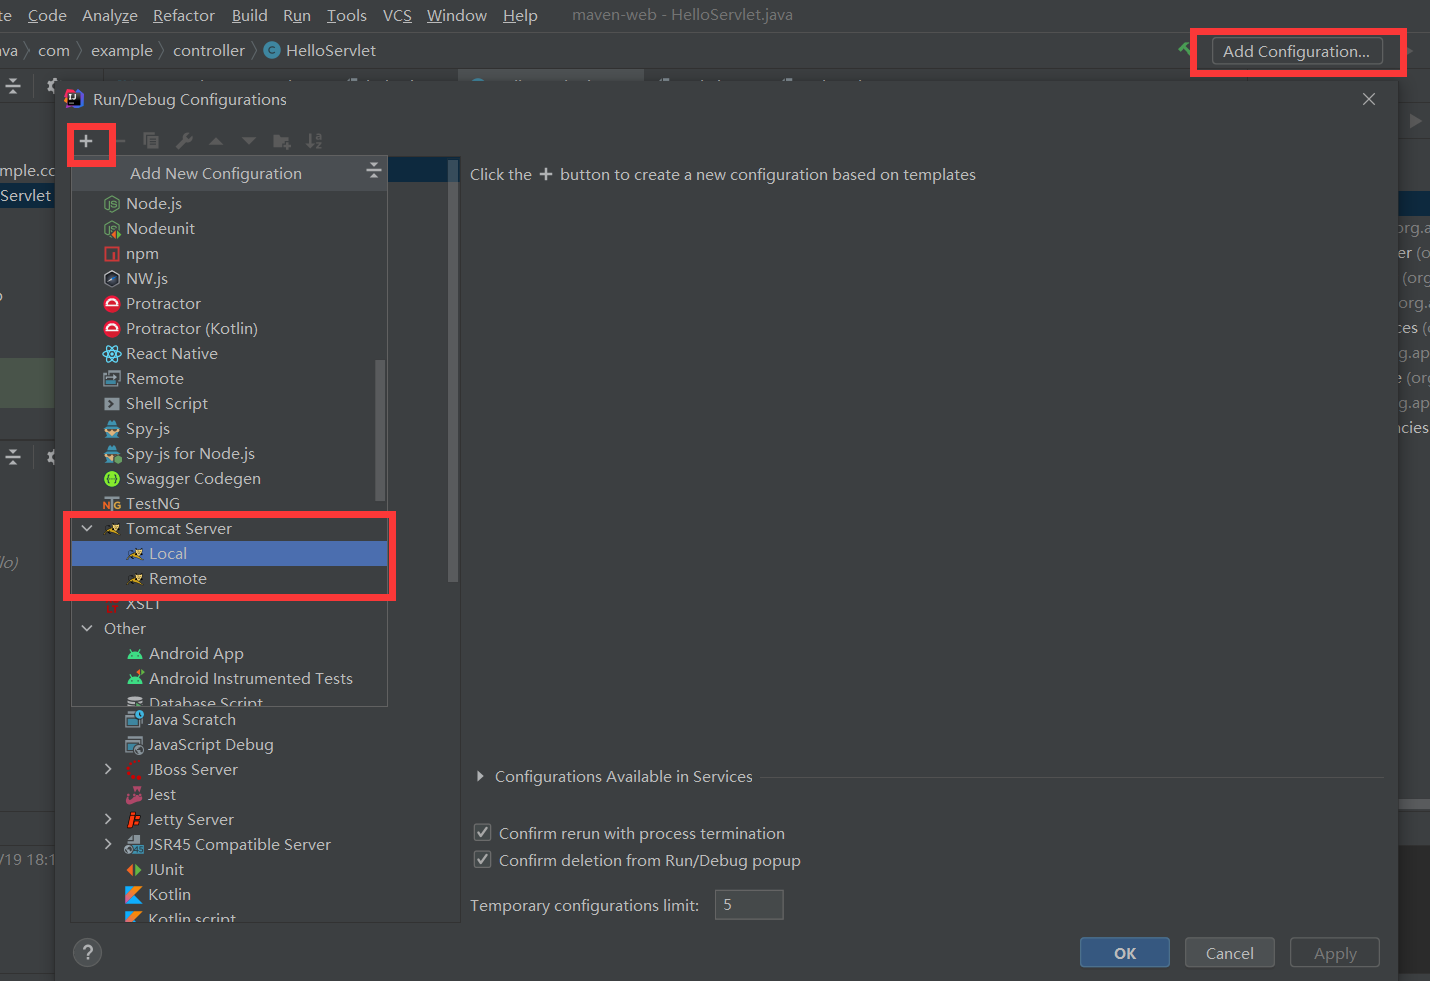 te Code Analyze Refactor Build Run Tools VCS Window Help maven-web - HelloServlet.java
ava com example controller HelloServlet
Add Configuration...
Run/Debug Configurations
Add New Configuration
Click the + button to create a new configuration based on templates
mple.co
Servlet
Node.js
Nodeunit
npm
NW.js
Protractor
Protractor (Kotlin)
React Native
Remote
Shell Script
Spy-js
Spy-js for Node.js
Swagger Codegen
TestNG
Tomcat Server
Local
Remote
XSLT
Other
Android App
Android Instrumented Tests
Database Script
Java Scratch
JavaScript Debug
JBoss Server
Jest
Jetty Server
JSR45 Compatible Server
JUnit
Kotlin
Kotlin script
Configurations Available in Services
Confirm rerun with process termination
Confirm deletion from Run/Debug popup
Temporary configurations limit: 5
? OK Cancel Apply
org.a
er (o
(org
org.a
ces (
g.ap
e (org
g.ap
ncies
llo)
/19 18:1